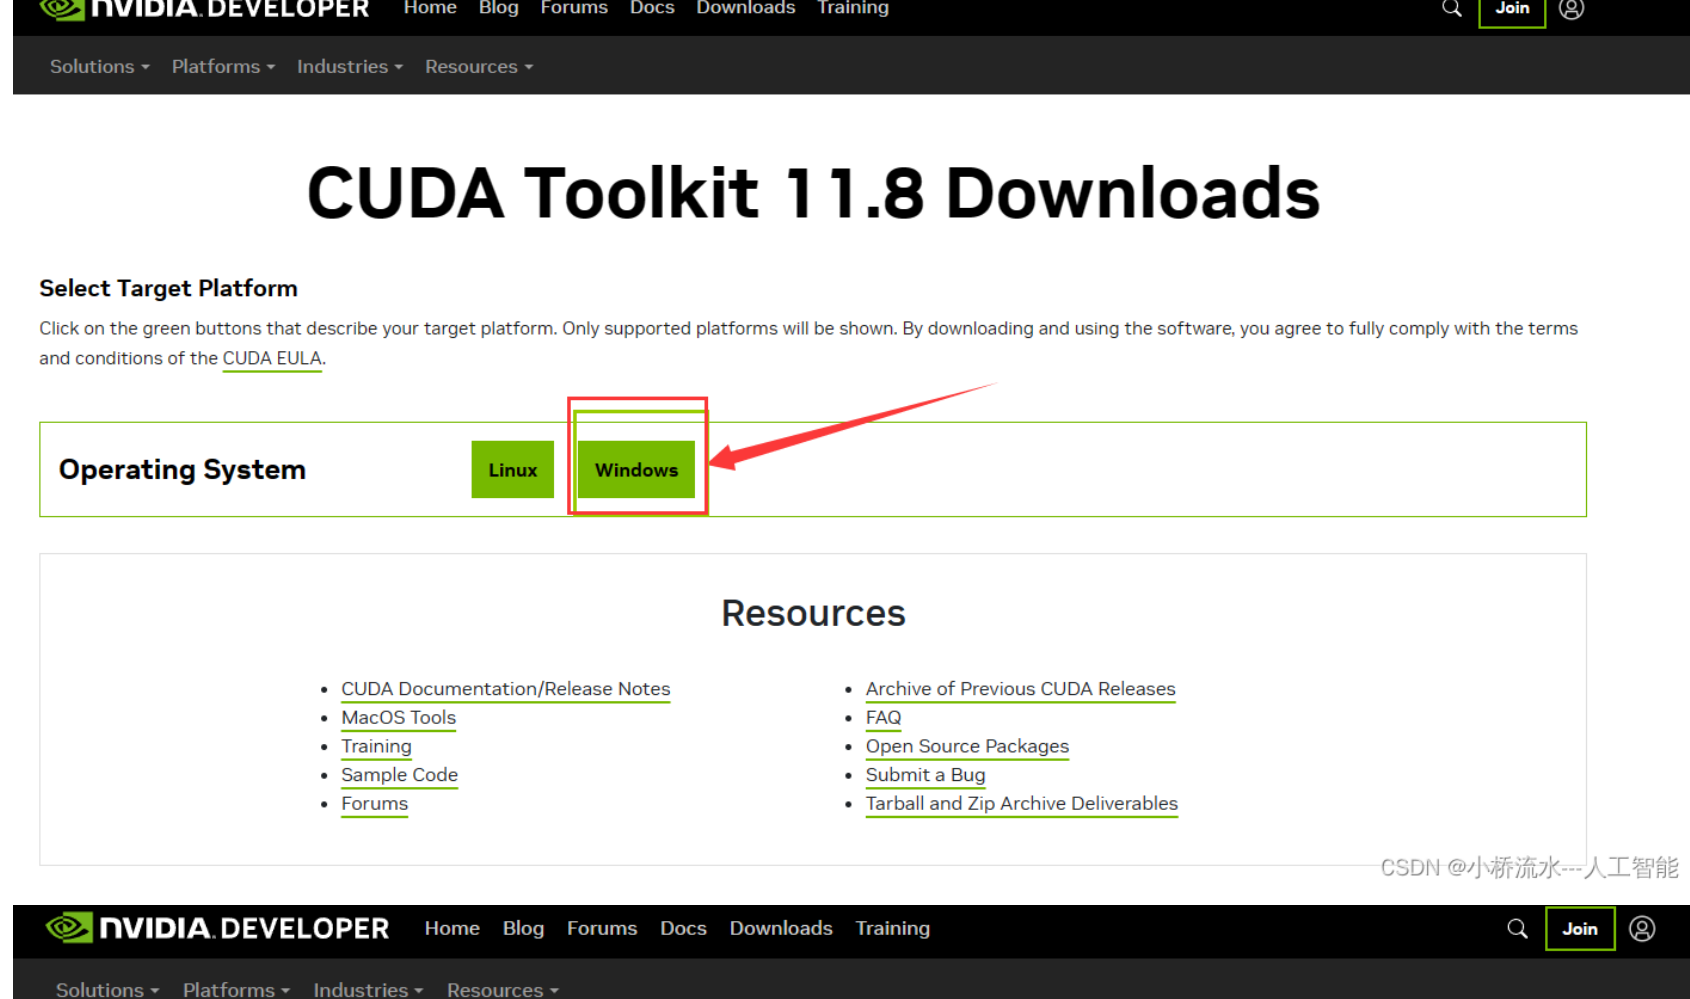 NVIDIA. DEVELOPER Home Blog Forums Docs Downloads Training Join
Solutions Platforms Industries Resources
CUDA Toolkit 11.8 Downloads
Select Target Platform
Click on the green buttons that describe your target platform. Only supported platforms will be shown. By downloading and using the software, you agree to fully comply with the terms
and conditions of the CUDA EULA.
Operating System Linux Windows
Resources
• CUDA Documentation/Release Notes
• MacOS Tools
• Training
• Sample Code
• Forums
• Archive of Previous CUDA Releases
• FAQ
• Open Source Packages
• Submit a Bug
• Tarball and Zip Archive Deliverables
CSDN @小桥流水---人工智能
NVIDIA. DEVELOPER Home Blog Forums Docs Downloads Training Join
Solutions Platforms Industries Resources